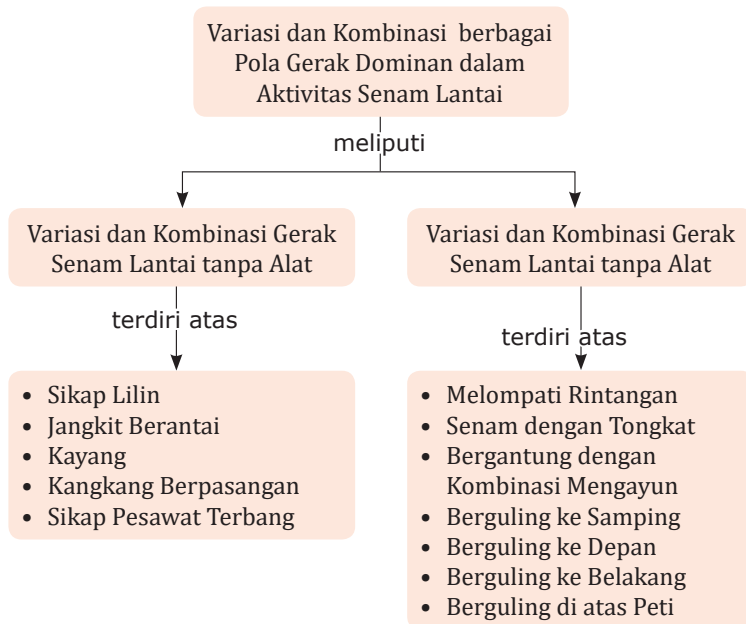 Variasi dan Kombinasi berbagai
Pola Gerak Dominan dalam
Aktivitas Senam Lantai
meliputi
Variasi dan Kombinasi Gerak
Senam Lantai tanpa Alat
terdiri atas
• Sikap Lilin
• Jangkit Berantai
• Kayang
• Kangkang Berpasangan
• Sikap Pesawat Terbang
Variasi dan Kombinasi Gerak
Senam Lantai tanpa Alat
terdiri atas
• Melompati Rintangan
• Senam dengan Tongkat
• Bergantung dengan
Kombinasi Mengayun
• Berguling ke Samping
• Berguling ke Depan
• Berguling ke Belakang
• Berguling di atas Peti